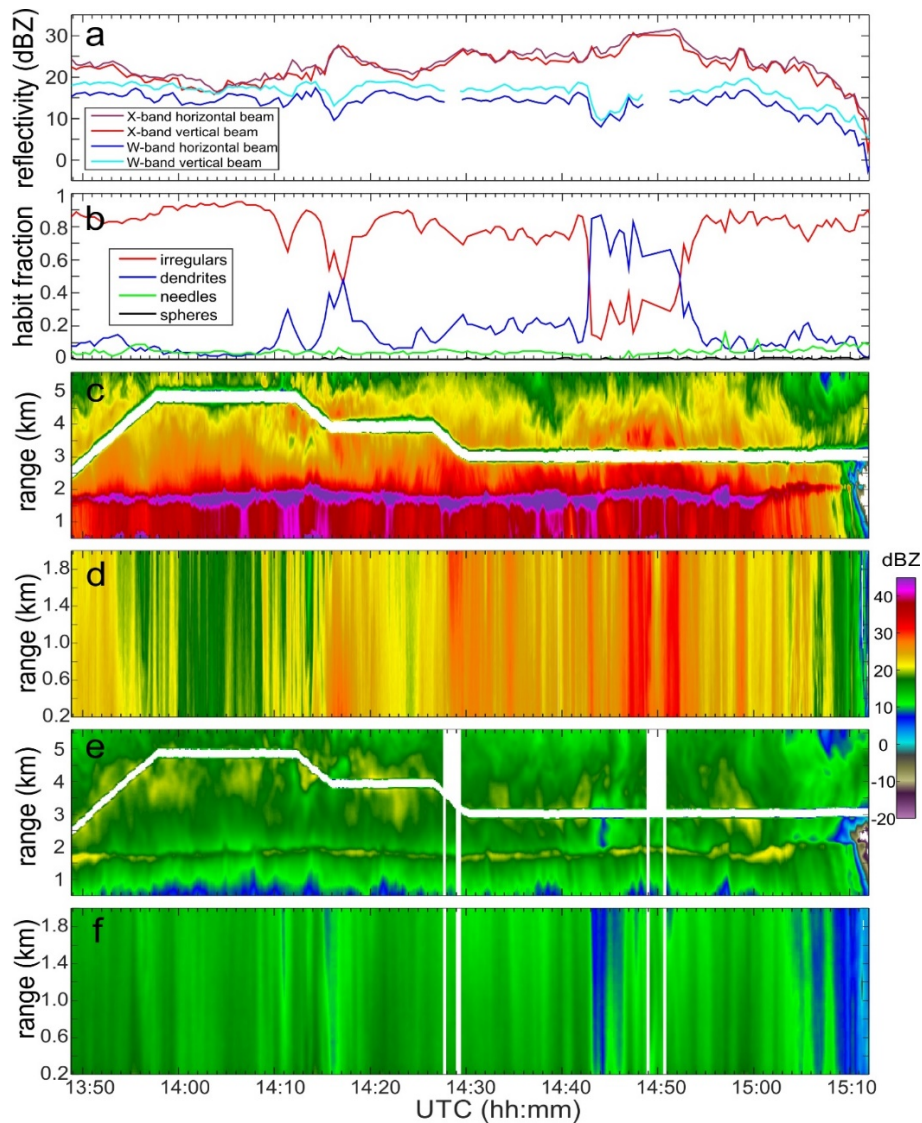 a
reflectivity (dBZ)
30
20
10
0
X-band horizontal beam
X-band vertical beam
W-band horizontal beam
W-band vertical beam
b
habit fraction
1
0.8
0.6
0.4
0.2
0
irregulars
dendrites
needles
spheres
c
range (km)
5
4
3
2
1
d
range (km)
1.8
1.4
1.0
0.6
0.2
dBZ
40
30
20
10
0
-10
-20
e
range (km)
5
4
3
2
1
f
range (km)
1.8
1.4
1.0
0.6
0.2
13:50 14:00 14:10 14:20 14:30 14:40 14:50 15:00 15:10
UTC (hh:mm)